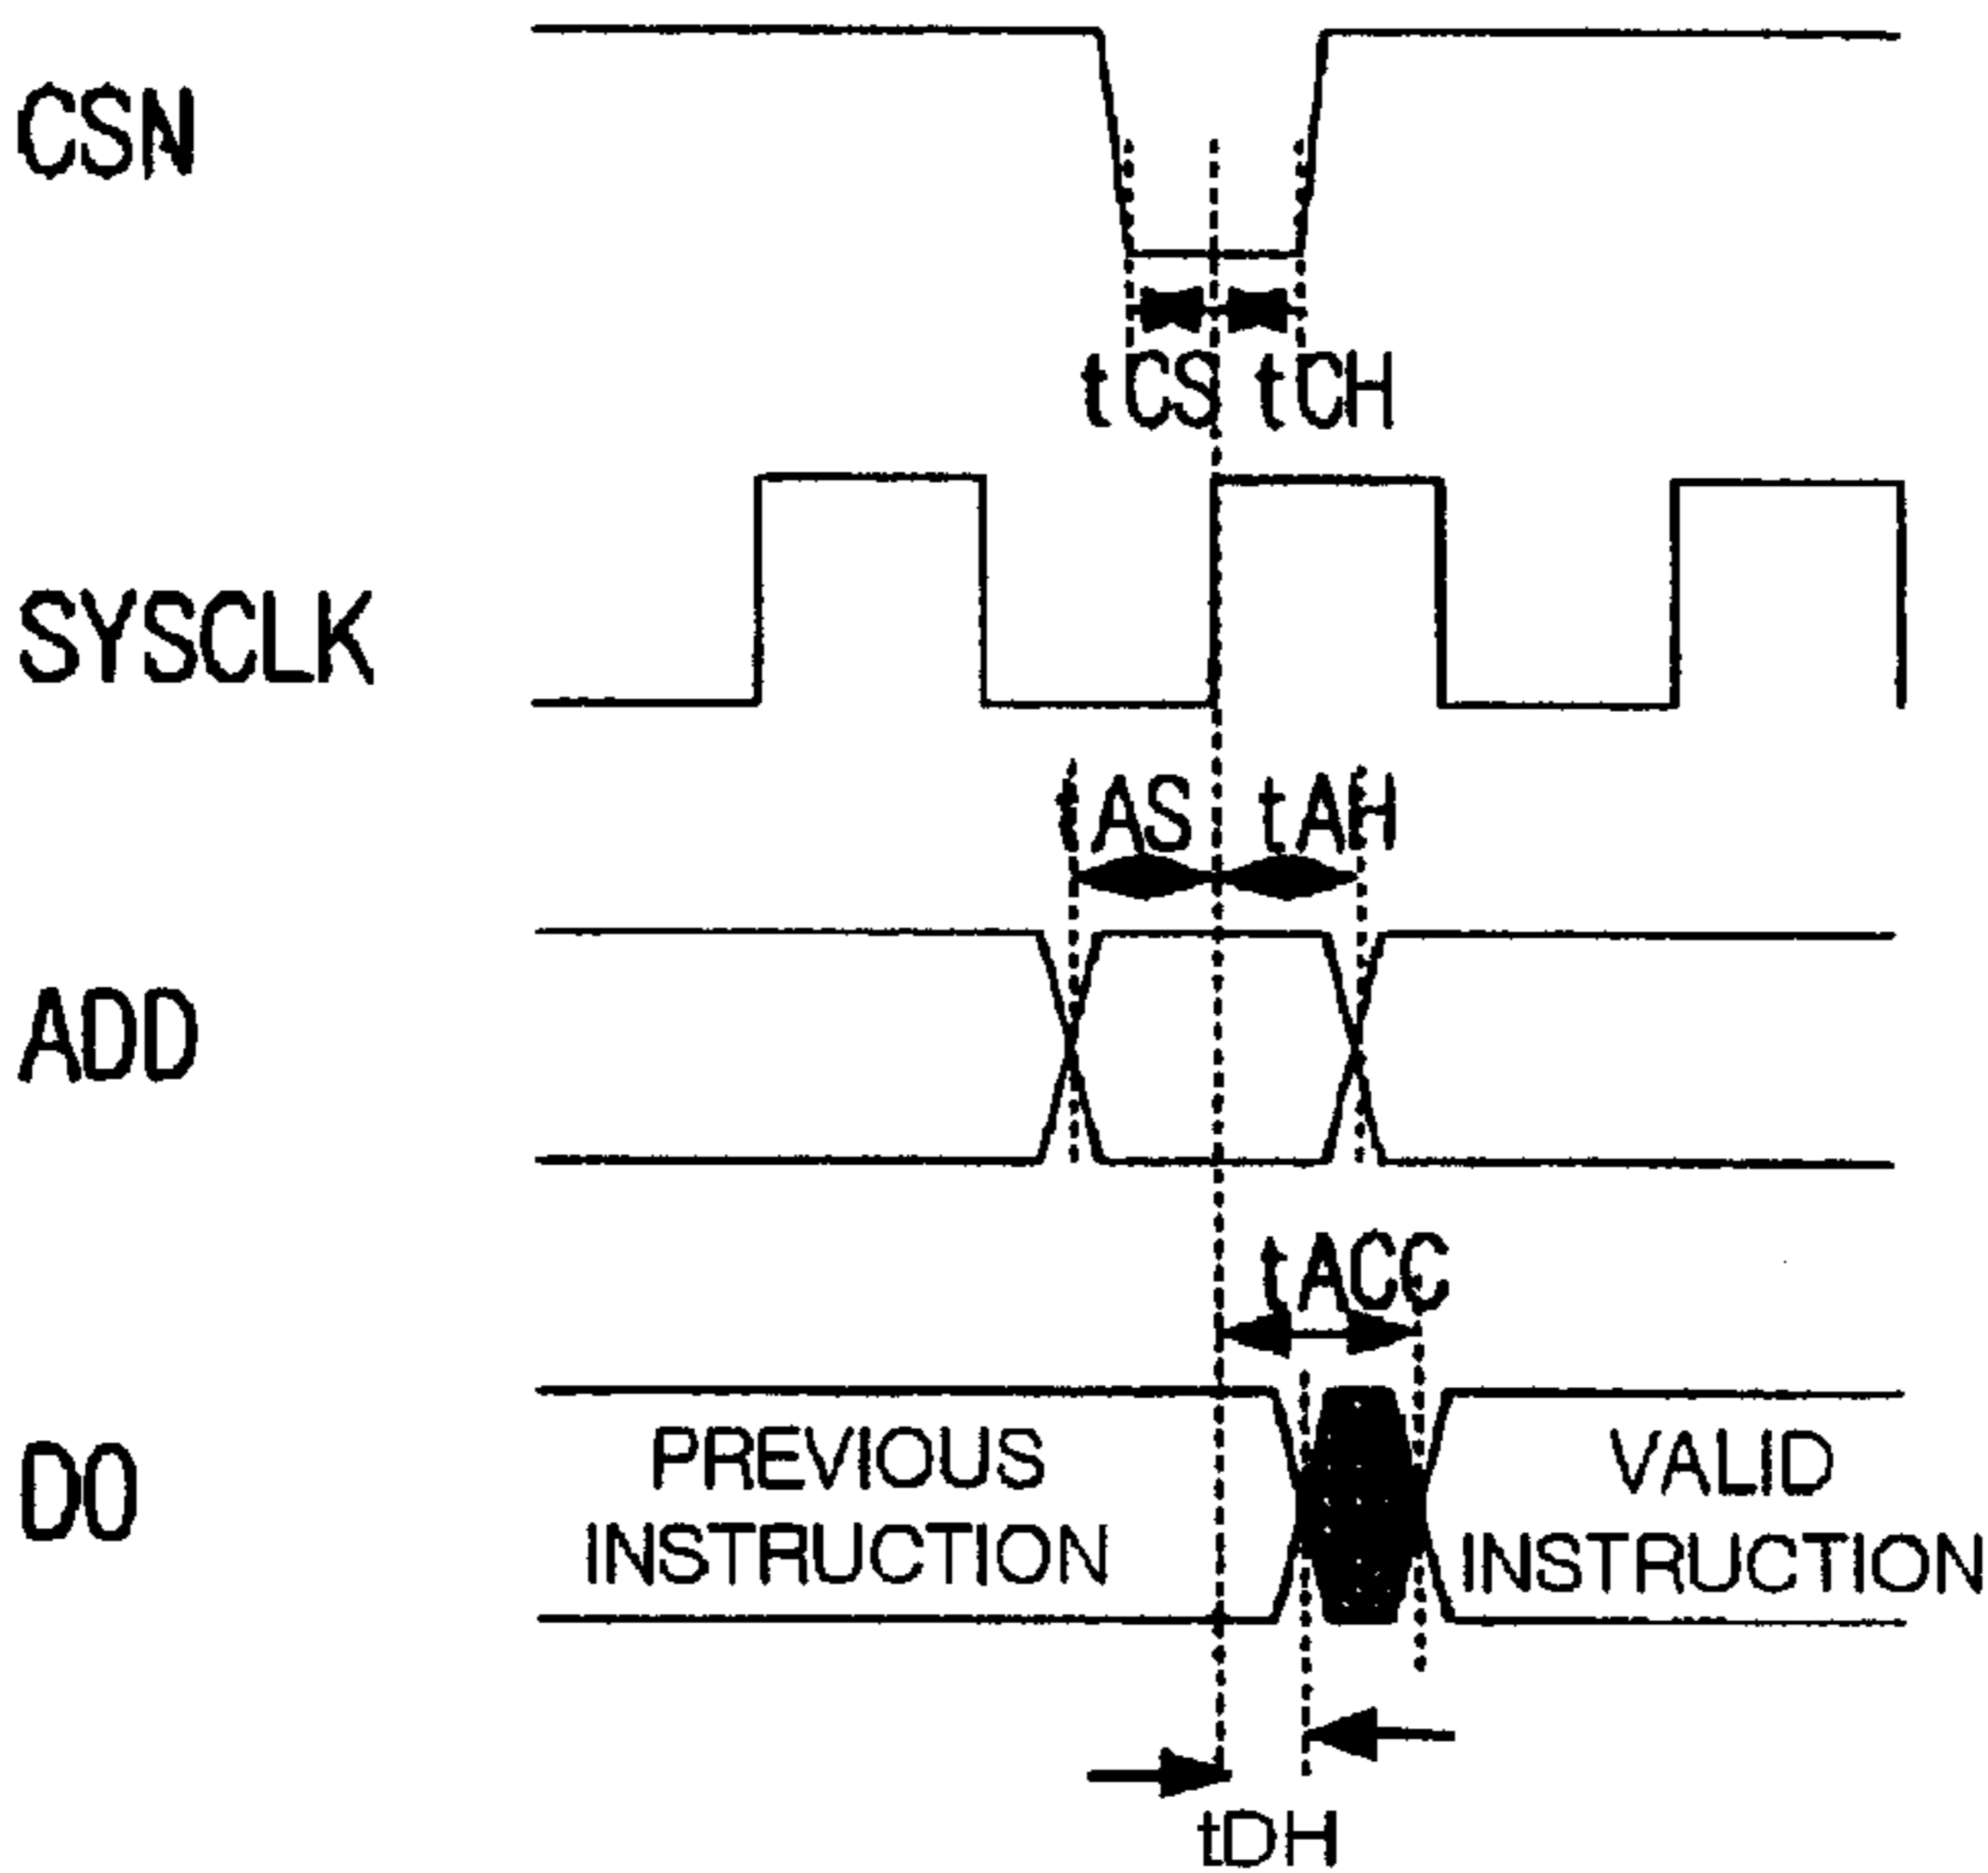 CSN
tCS tCH
SYSCLK
tAS tAH
ADD
tACC
DO
PREVIOUS
INSTRUCTION
VALID
INSTRUCTION
tDH